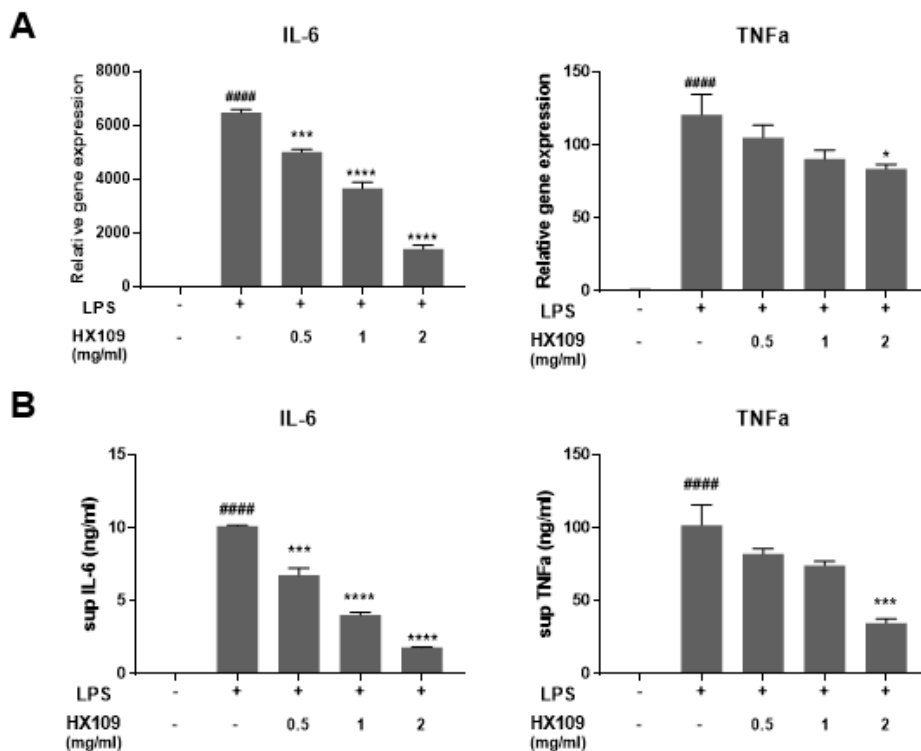 A
IL-6
Relative gene expression
8000
6000
4000
2000
0
####
***
****
****
LPS - + + + +
HX109 - - 0.5 1 2
(mg/ml)
TNFa
Relative gene expression
150
100
50
0
####
*
LPS - + + + +
HX109 - - 0.5 1 2
(mg/ml)
B
IL-6
sup IL-6 (ng/ml)
15
10
5
0
####
***
****
****
LPS - + + + +
HX109 - - 0.5 1 2
(mg/ml)
TNFa
sup TNFa (ng/ml)
150
100
50
0
####
***
LPS - + + + +
HX109 - - 0.5 1 2
(mg/ml)